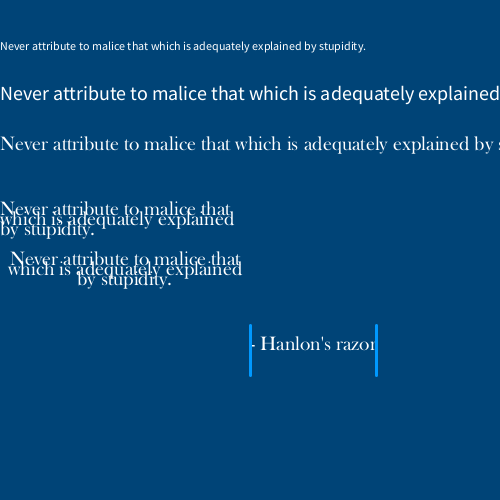 Never attribute to malice that which is adequately explained by stupidity.
Never attribute to malice that which is adequately explained
Never attribute to malice that which is adequately explained by
Never attribute to malice that
which is adequately explained
by stupidity.
Never attribute to malice that
which is adequately explained
by stupidity.
- Hanlon's razor